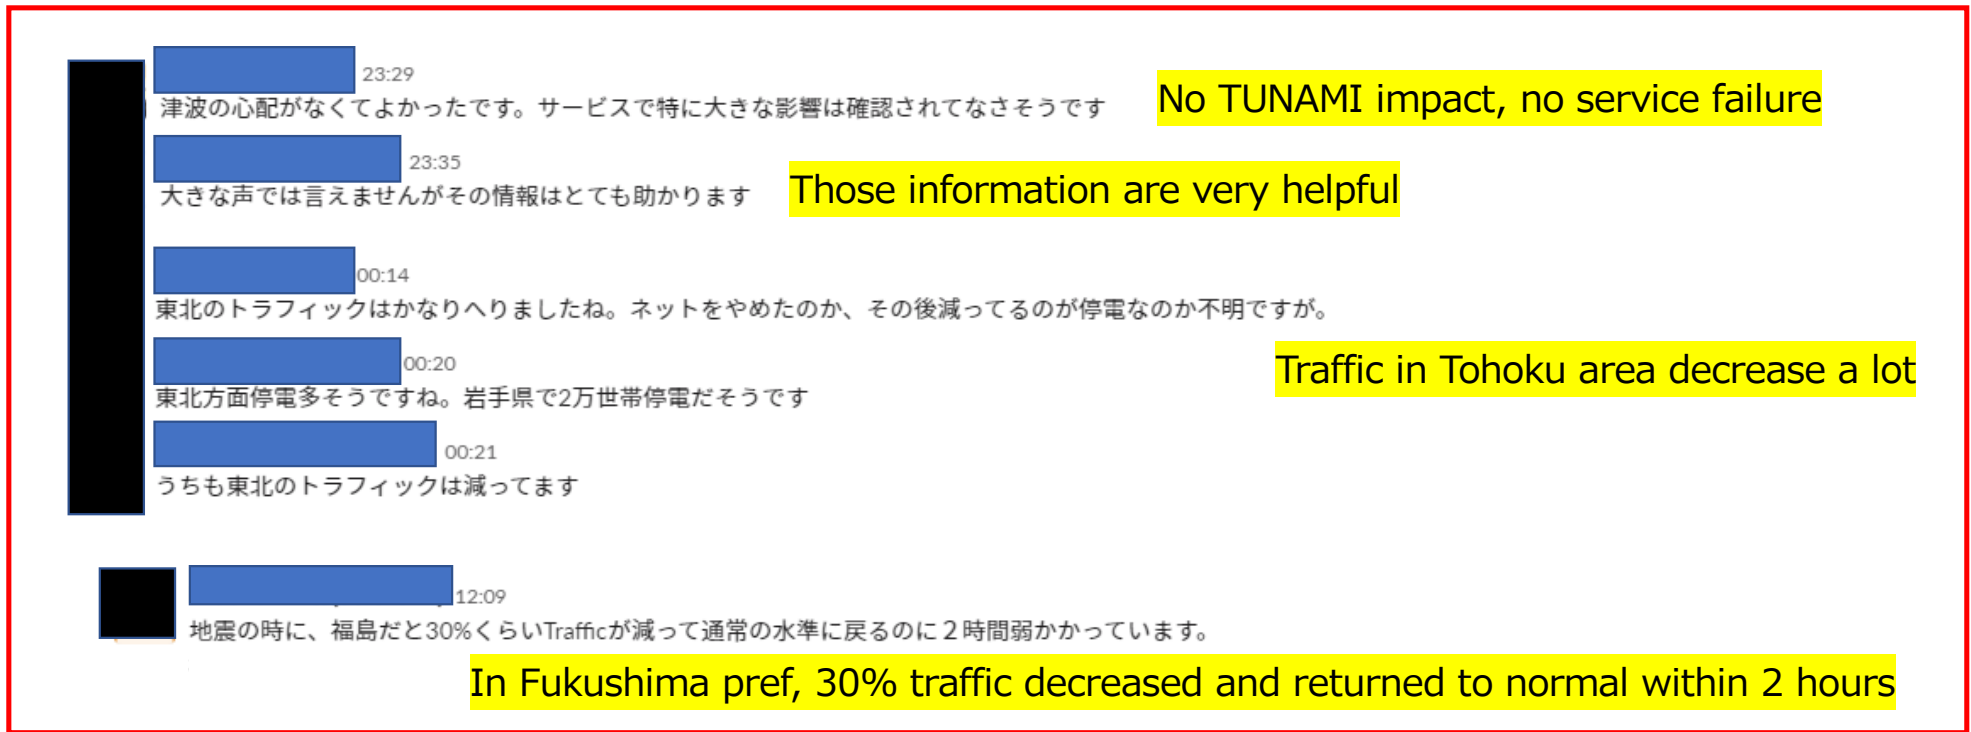 23:29
津波の心配がなくてよかったです。サービスで特に大きな影響は確認されてなさそうです
No TUNAMI impact, no service failure
23:35
大きな声では言えませんがその情報はとても助かります
Those information are very helpful
00:14
東北のトラフィックはかなりへりましたね。ネットをやめたのか、その後減ってるのが停電なのか不明ですが。
00:20
東北方面停電多そうですね。岩手県で2万世帯停電だそうです
Traffic in Tohoku area decrease a lot
00:21
うちも東北のトラフィックは減ってます
12:09
地震の時に、福島だと30%くらいTrafficが減って通常の水準に戻るのに２時間弱かかっています。
In Fukushima pref, 30% traffic decreased and returned to normal within 2 hours